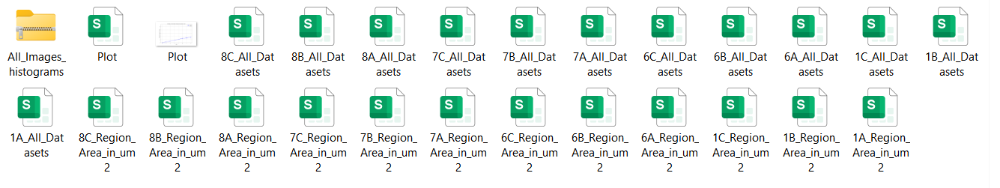 All_Images_
histograms
Plot
Plot
8C_All_Dat
asets
8B_All_Dat
asets
8A_All_Dat
asets
7C_All_Dat
asets
7B_All_Dat
asets
7A_All_Dat
asets
6C_All_Dat
asets
6B_All_Dat
asets
6A_All_Dat
asets
1C_All_Dat
asets
1B_All_Dat
asets
1A_All_Dat
asets
8C_Region_
Area_in_um
2
8B_Region_
Area_in_um
2
8A_Region_
Area_in_um
2
7C_Region_
Area_in_um
2
7B_Region_
Area_in_um
2
7A_Region_
Area_in_um
2
6C_Region_
Area_in_um
2
6B_Region_
Area_in_um
2
6A_Region_
Area_in_um
2
1C_Region_
Area_in_um
2
1B_Region_
Area_in_um
2
1A_Region_
Area_in_um
2